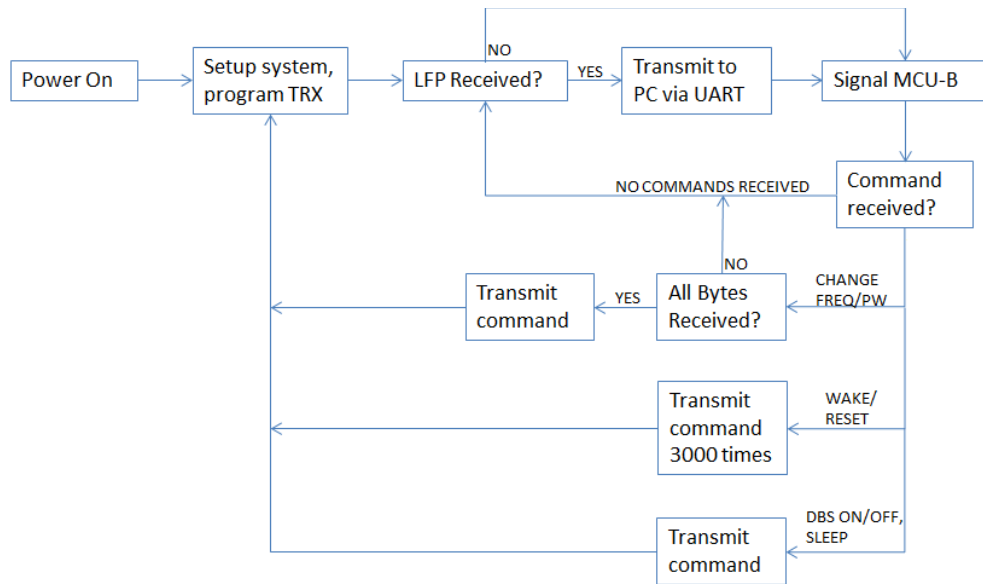 NO
Power On
Setup system,
program TRX
LFP Received?
YES
Transmit to
PC via UART
Signal MCU-B
NO COMMANDS RECEIVED
Command
received?
NO
Transmit
command
YES
All Bytes
Received?
CHANGE
FREQ/PW
Transmit
command
3000 times
WAKE/
RESET
DBS ON/OFF,
SLEEP
Transmit
command